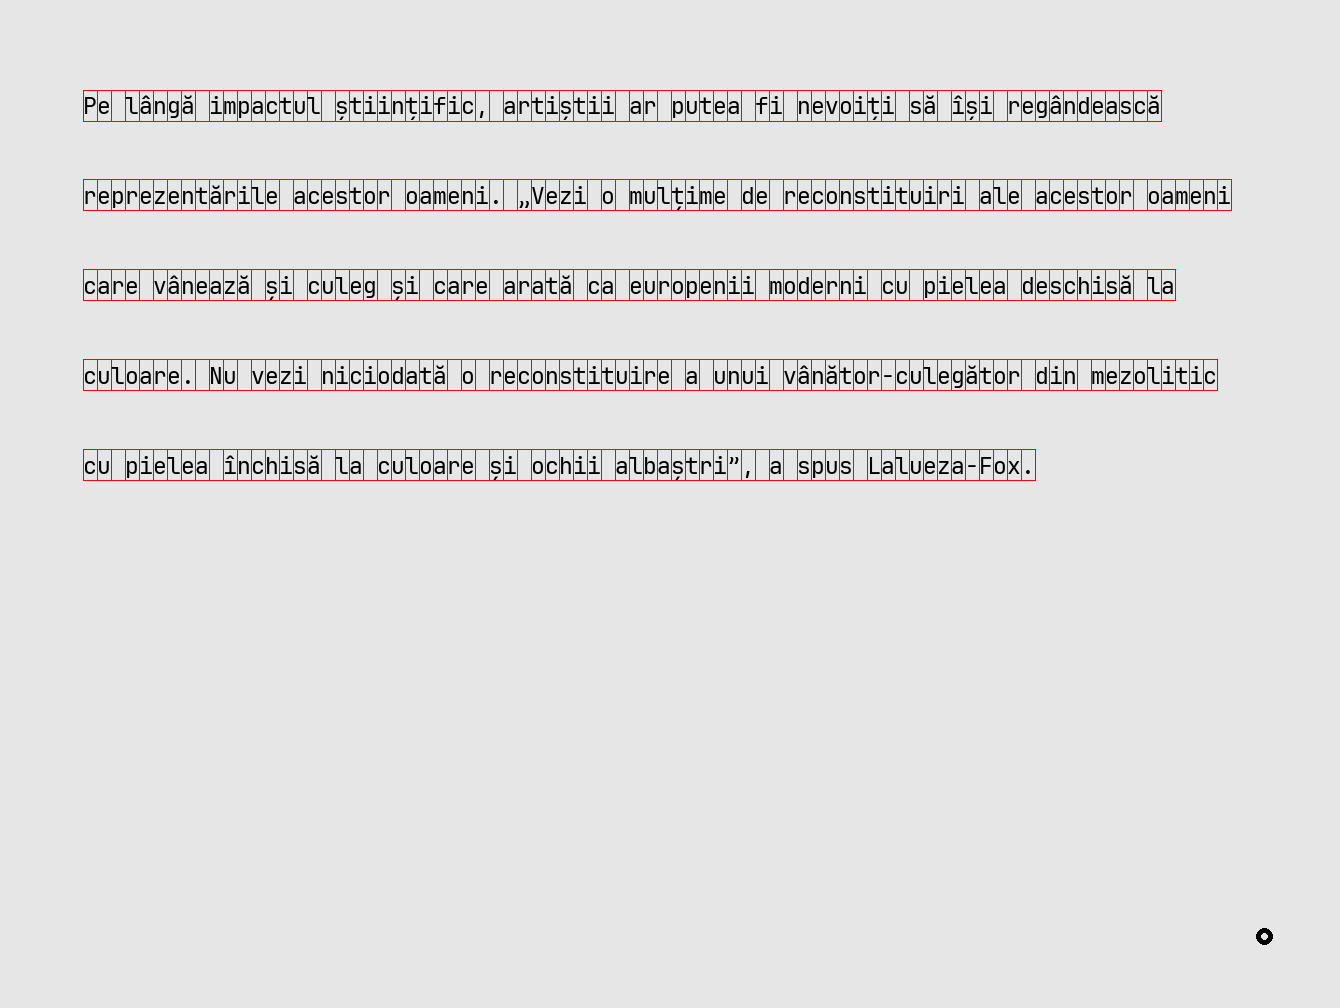 Pe lângă impactul științific, artiștii ar putea fi nevoiți să își regândească
reprezentările acestor oameni. „Vezi o mulțime de reconstituiri ale acestor oameni
care vânează și culeg și care arată ca europenii moderni cu pielea deschisă la
culoare. Nu vezi niciodată o reconstituire a unui vânător-culegător din mezolitic
cu pielea închisă la culoare și ochii albaștri”, a spus Lalueza-Fox.